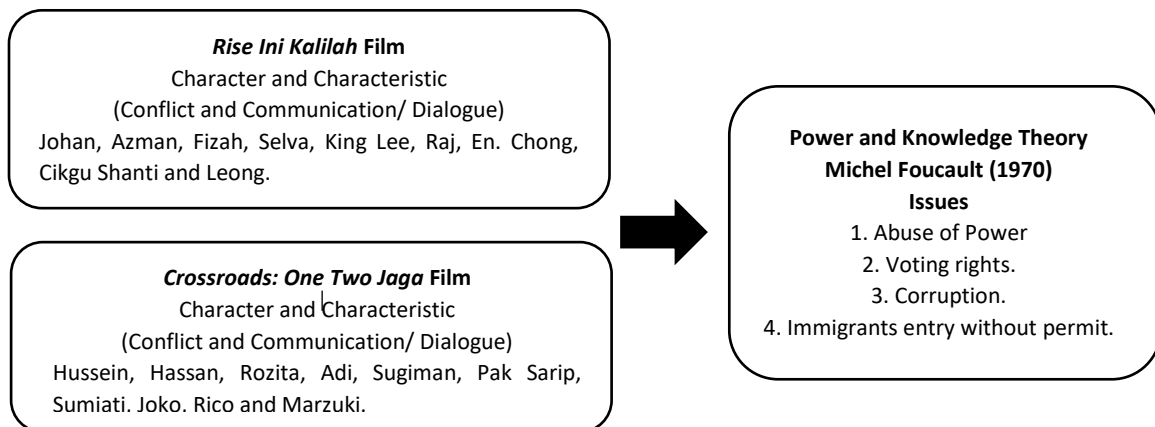 Rise Ini Kalilah Film
Character and Characteristic
(Conflict and Communication/ Dialogue)
Johan, Azman, Fizah, Selva, King Lee, Raj, En. Chong,
Cikgu Shanti and Leong.
Crossroads: One Two Jaga Film
Character and Characteristic
(Conflict and Communication/ Dialogue)
Hussein, Hassan, Rozita, Adi, Sugiman, Pak Sarip,
Sumiati. Joko. Rico and Marzuki.
Power and Knowledge Theory
Michel Foucault (1970)
Issues
1. Abuse of Power
2. Voting rights.
3. Corruption.
4. Immigrants entry without permit.